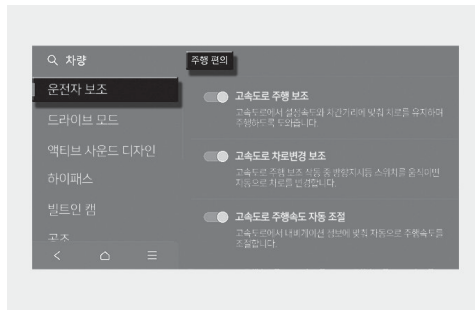 차량
주행 편의
운전자 보조
드라이브 모드
액티브 사운드 디자인
하이패스
빌트인 캠
공조
고속도로 주행 보조
고속도로에서 설정속도와 차간거리에 맞춰 차로를 유지하며
주행하도록 도와줍니다.
고속도로 차로변경 보조
고속도로 주행 보조 작동 중 방향지시등 스위치를 움직이면
자동으로 차로를 변경합니다.
고속도로 주행속도 자동 조절
고속도로에서 내비게이션 정보에 맞춰 자동으로 주행속도를
조절합니다.